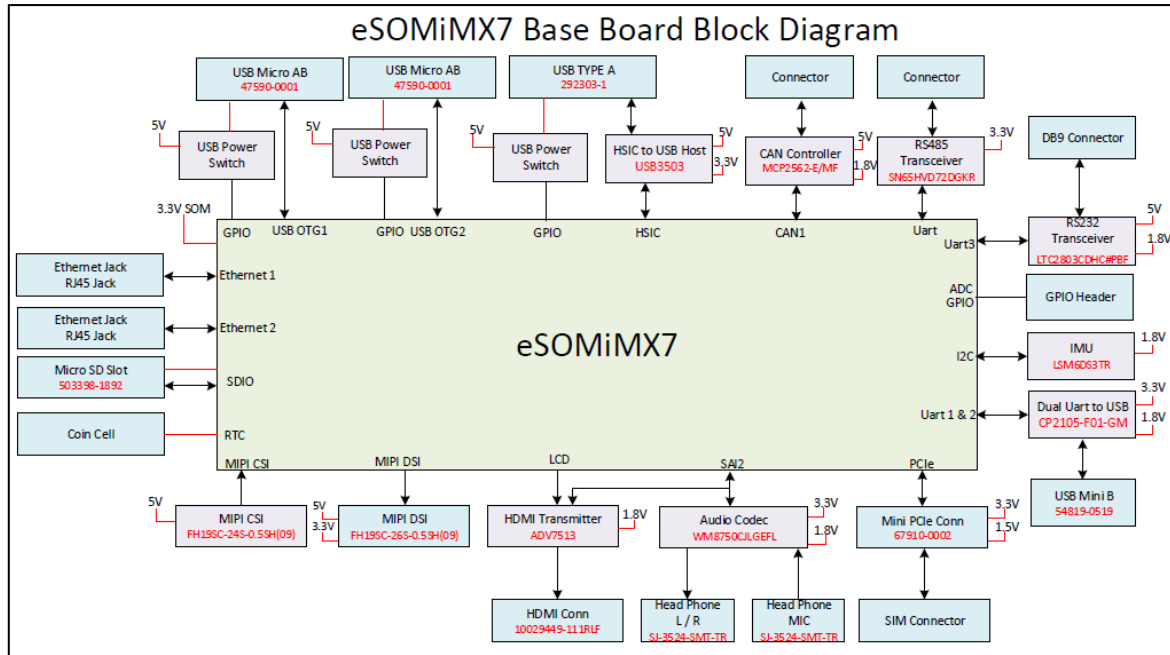 eSOMiMX7 Base Board Block Diagram
USB Micro AB
47590-0001
USB Micro AB
47590-0001
USB TYPE A
292303-1
Connector
Connector
5V
USB Power
Switch
5V
USB Power
Switch
5V
USB Power
Switch
HSIC to USB Host
USB3503
5V
3.3V
CAN Controller
MCP2562-E/MF
5V
1.8V
RS485
Transceiver
SN65HVD72DGKR
3.3V
DB9 Connector
3.3V SOM
GPIO
USB OTG1
GPIO
USB OTG2
GPIO
HSIC
CAN1
Uart
Uart3
RS232
Transceiver
LTC2803CDHC#PBF
5V
1.8V
Ethernet Jack
RJ45 Jack
Ethernet 1
ADC
GPIO
GPIO Header
Ethernet Jack
RJ45 Jack
Ethernet 2
eSOMiMX7
I2C
IMU
LSM6DS3TR
1.8V
Micro SD Slot
503398-1892
SDIO
Uart 1 & 2
Dual Uart to USB
CP2105-F01-GM
3.3V
1.8V
Coin Cell
RTC
MIPI CSI
MIPI DSI
LCD
SAI2
PCIe
USB Mini B
54819-0519
5V
MIPI CSI
FH19SC-24S-0.5SH(09)
5V
3.3V
MIPI DSI
FH19SC-26S-0.5SH(09)
HDMI Transmitter
ADV7513
1.8V
Audio Codec
WM8750CJLGEFL
3.3V
1.8V
Mini PCIe Conn
67910-0002
3.3V
1.5V
HDMI Conn
10029449-111RLF
Head Phone
L / R
SJ-3524-SMT-TR
Head Phone
MIC
SJ-3524-SMT-TR
SIM Connector